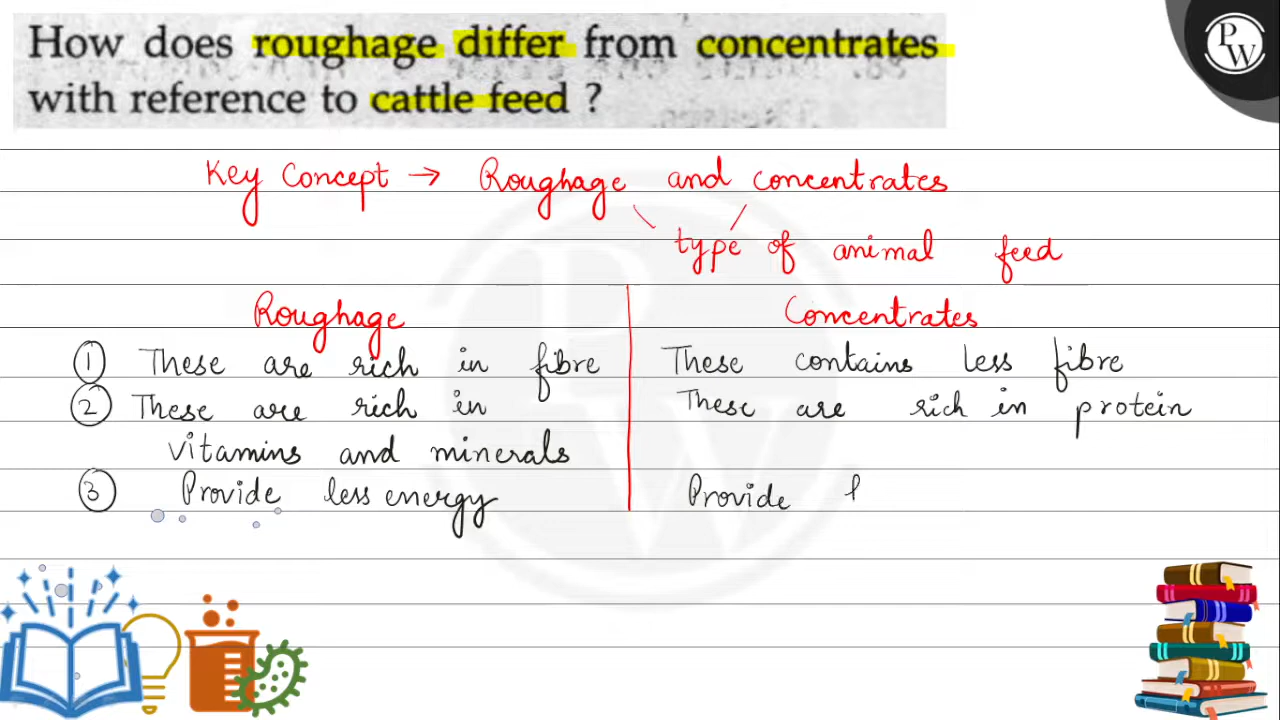 How does roughage differ from concentrates
with reference to cattle feed ?
PW
Key Concept → Roughage and concentrates
type of animal feed
Roughage Concentrates
① These are rich in fibre These contains less fibre
② These are rich in These are rich in protein
vitamins and minerals
③ Provide less energy Provide